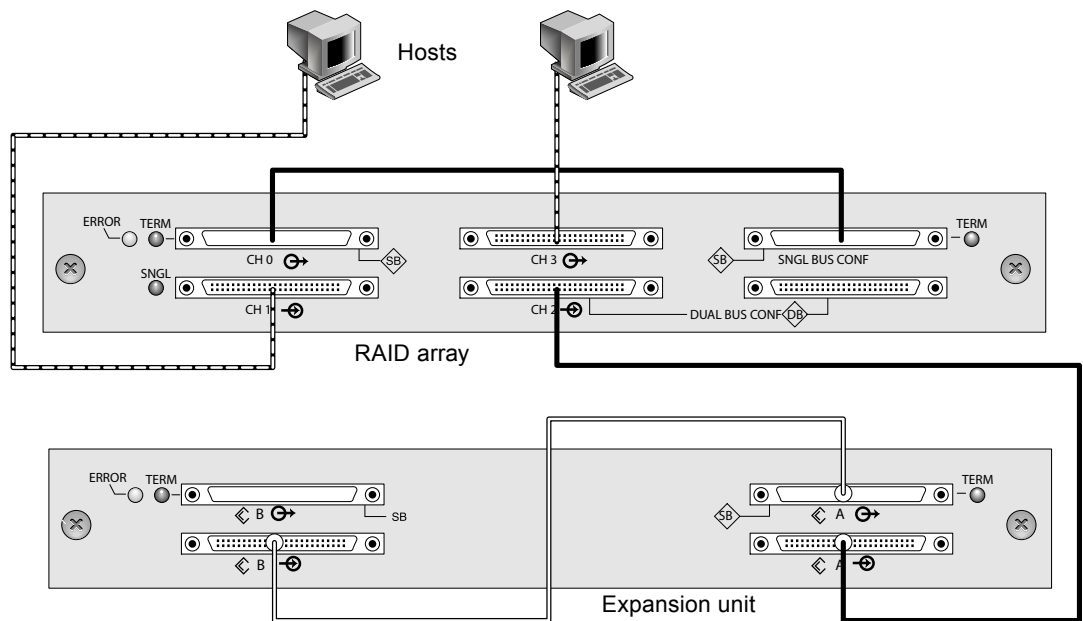 Hosts
ERROR TERM
TERM
CH 0
SB
CH 3
SB
SNGL BUS CONF
SNGL
CH 1
CH 2
DUAL BUS CONF
DB
RAID array
ERROR TERM
TERM
B
SB
SB
A
B
A
Expansion unit